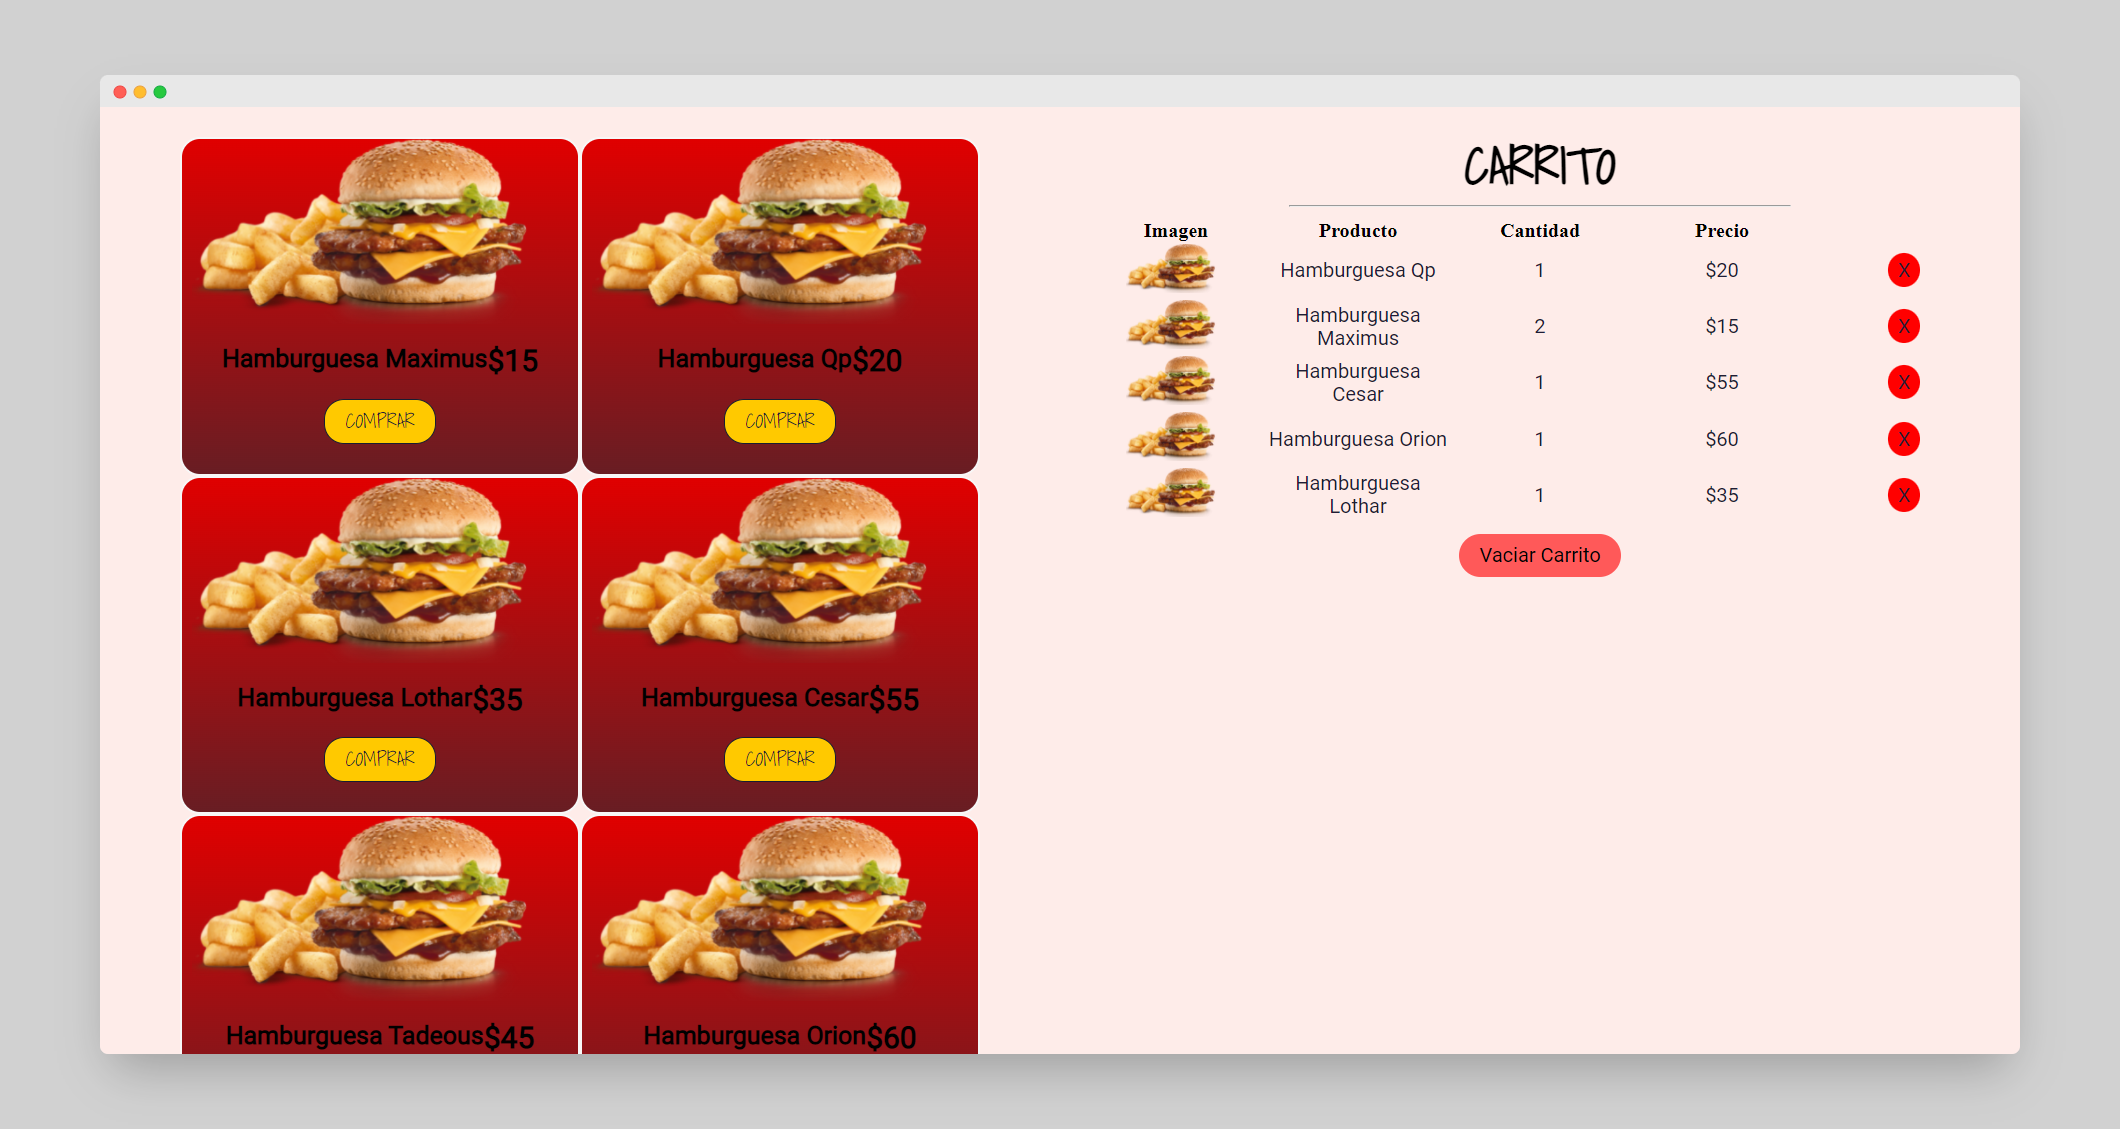 Hamburguesa Maximus$15
COMPRAR
Hamburguesa Qp$20
COMPRAR
Hamburguesa Lothar$35
COMPRAR
Hamburguesa Cesar$55
COMPRAR
Hamburguesa Tadeous$45
Hamburguesa Orion$60
CARRITO
Imagen Producto Cantidad Precio
Hamburguesa Qp 1 $20 X
Hamburguesa
Maximus 2 $15 X
Hamburguesa
Cesar 1 $55 X
Hamburguesa Orion 1 $60 X
Hamburguesa
Lothar 1 $35 X
Vaciar Carrito